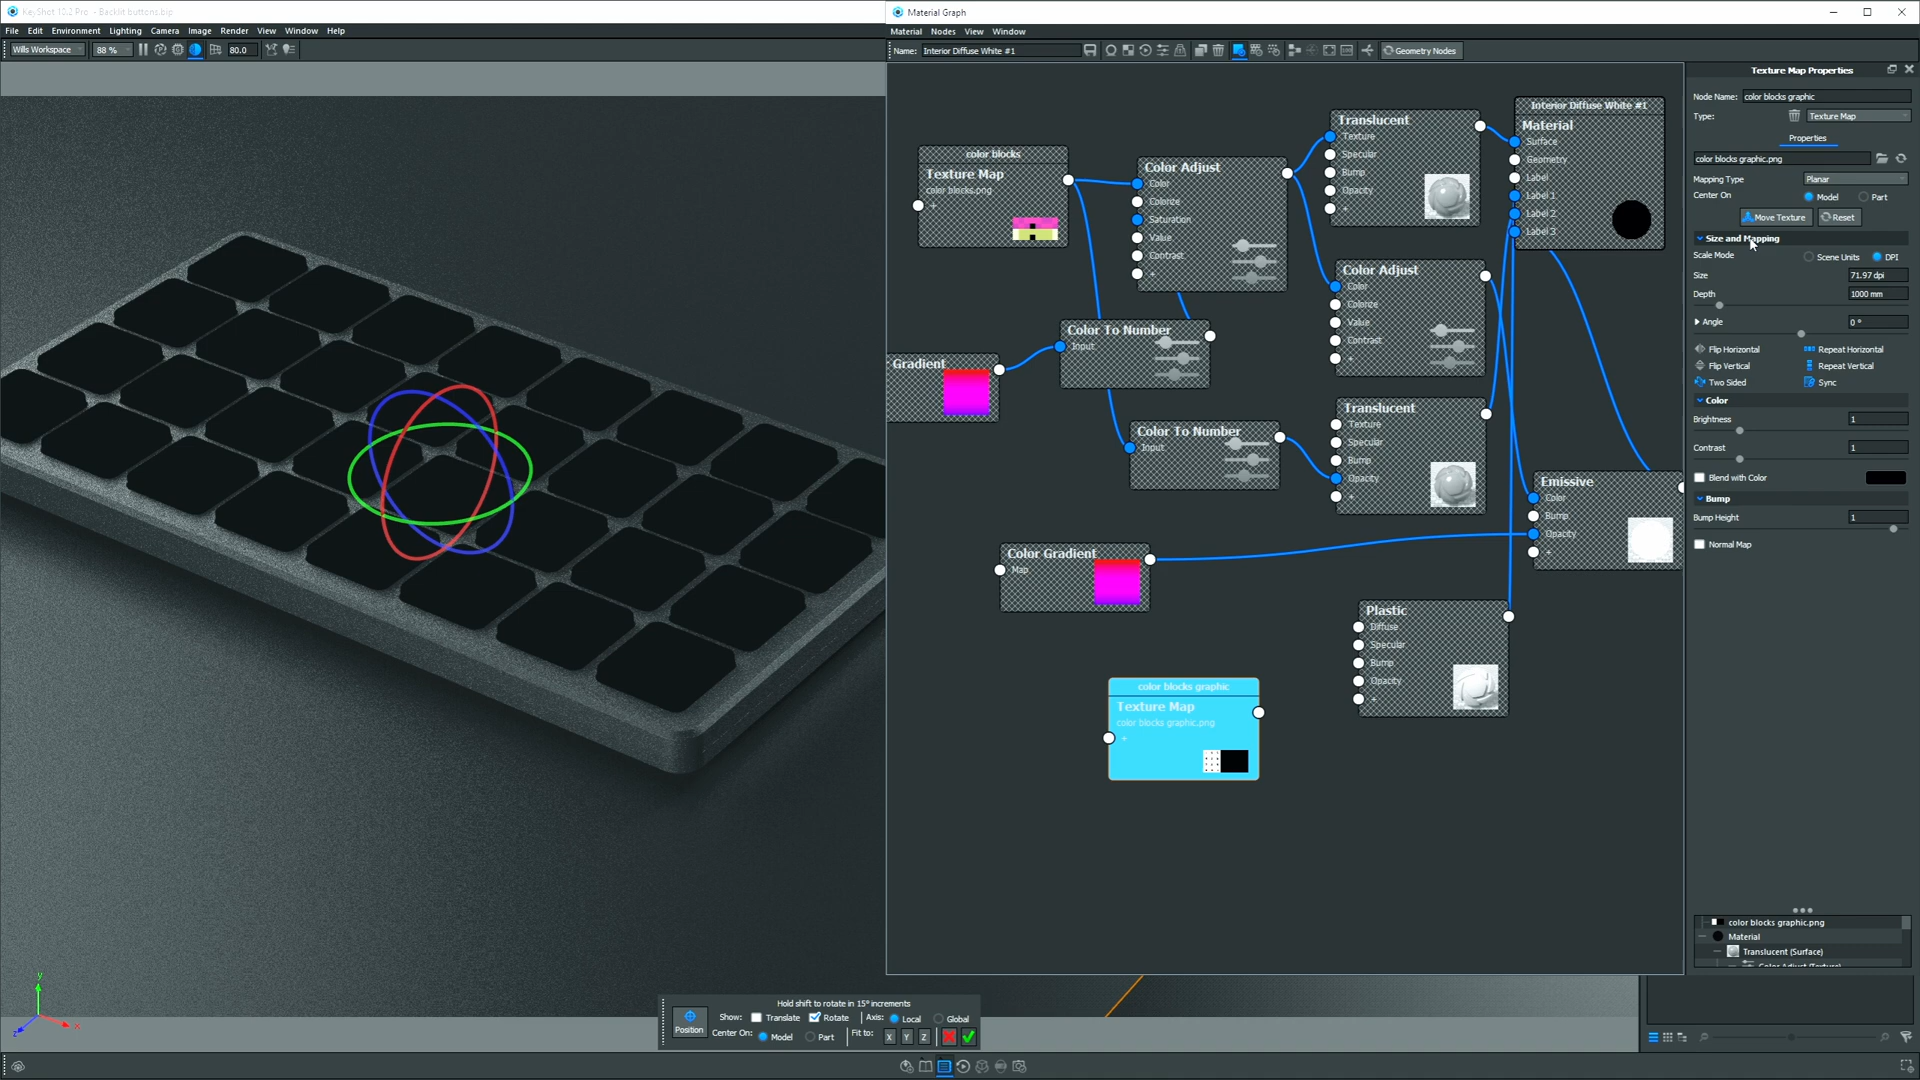 KeyShot 10.2 Pro - Backlit buttons.bip
File Edit Environment Lighting Camera Image Render View Window Help
Wills Workspace 88 % 80.0
Material Graph
Material Nodes View Window
Name: Interior Diffuse White #1 Geometry Nodes
color blocks
Texture Map
color blocks.png
+
Color Adjust
Color
Colorize
Saturation
Value
Contrast
+
Translucent
Texture
Specular
Bump
Opacity
+
Interior Diffuse White #1
Material
Surface
Geometry
Label
Label 1
Label 2
Label 3
Color Adjust
Color
Colorize
Value
Contrast
+
Color To Number
Input
Gradient
Translucent
Texture
Specular
Bump
Opacity
+
Color To Number
Input
Emissive
Color
Bump
Opacity
+
Color Gradient
Map
Plastic
Diffuse
Specular
Bump
Opacity
+
color blocks graphic
Texture Map
color blocks graphic.png
+
Texture Map Properties
Node Name: color blocks graphic
Type: Texture Map
Properties
color blocks graphic.png
Mapping Type Planar
Center On Model Part
Move Texture Reset
Size and Mapping
Scale Mode Scene Units DPI
Size 71.97 dpi
Depth 1000 mm
Angle 0 °
Flip Horizontal Repeat Horizontal
Flip Vertical Repeat Vertical
Two Sided Sync
Color
Brightness 1
Contrast 1
Blend with Color
Bump
Bump Height 1
Normal Map
color blocks graphic.png
Material
Translucent (Surface)
Color Adjust (Texture)
y
z x
Hold shift to rotate in 15° increments
Position Show: Translate Rotate Axis: Local Global
Center On: Model Part Fit to: X Y Z